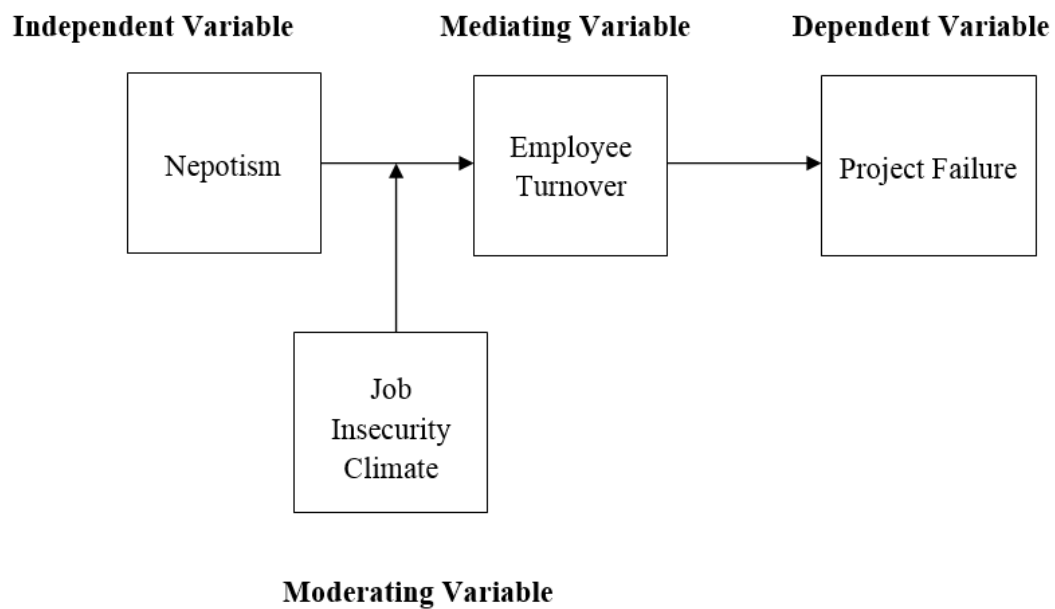 Independent Variable
Mediating Variable
Dependent Variable
Nepotism
Employee
Turnover
Project Failure
Job
Insecurity
Climate
Moderating Variable